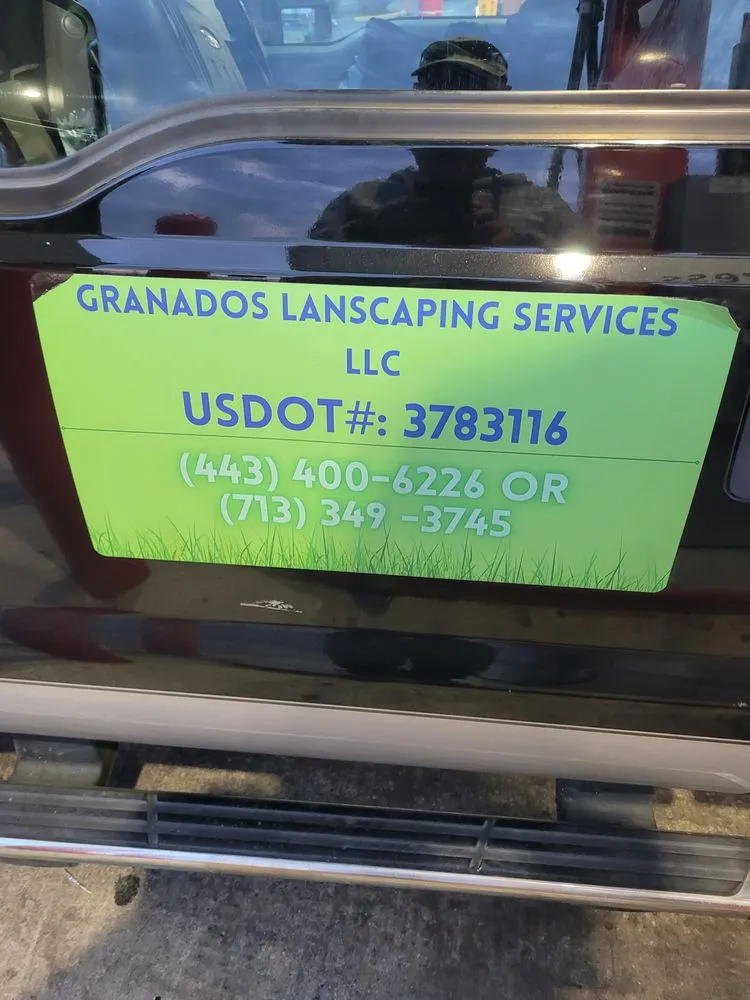 GRANADOS LANSCAPING SERVICES
LLC
USDOT#: 3783116
(443) 400-6226 OR
(713) 349 -3745